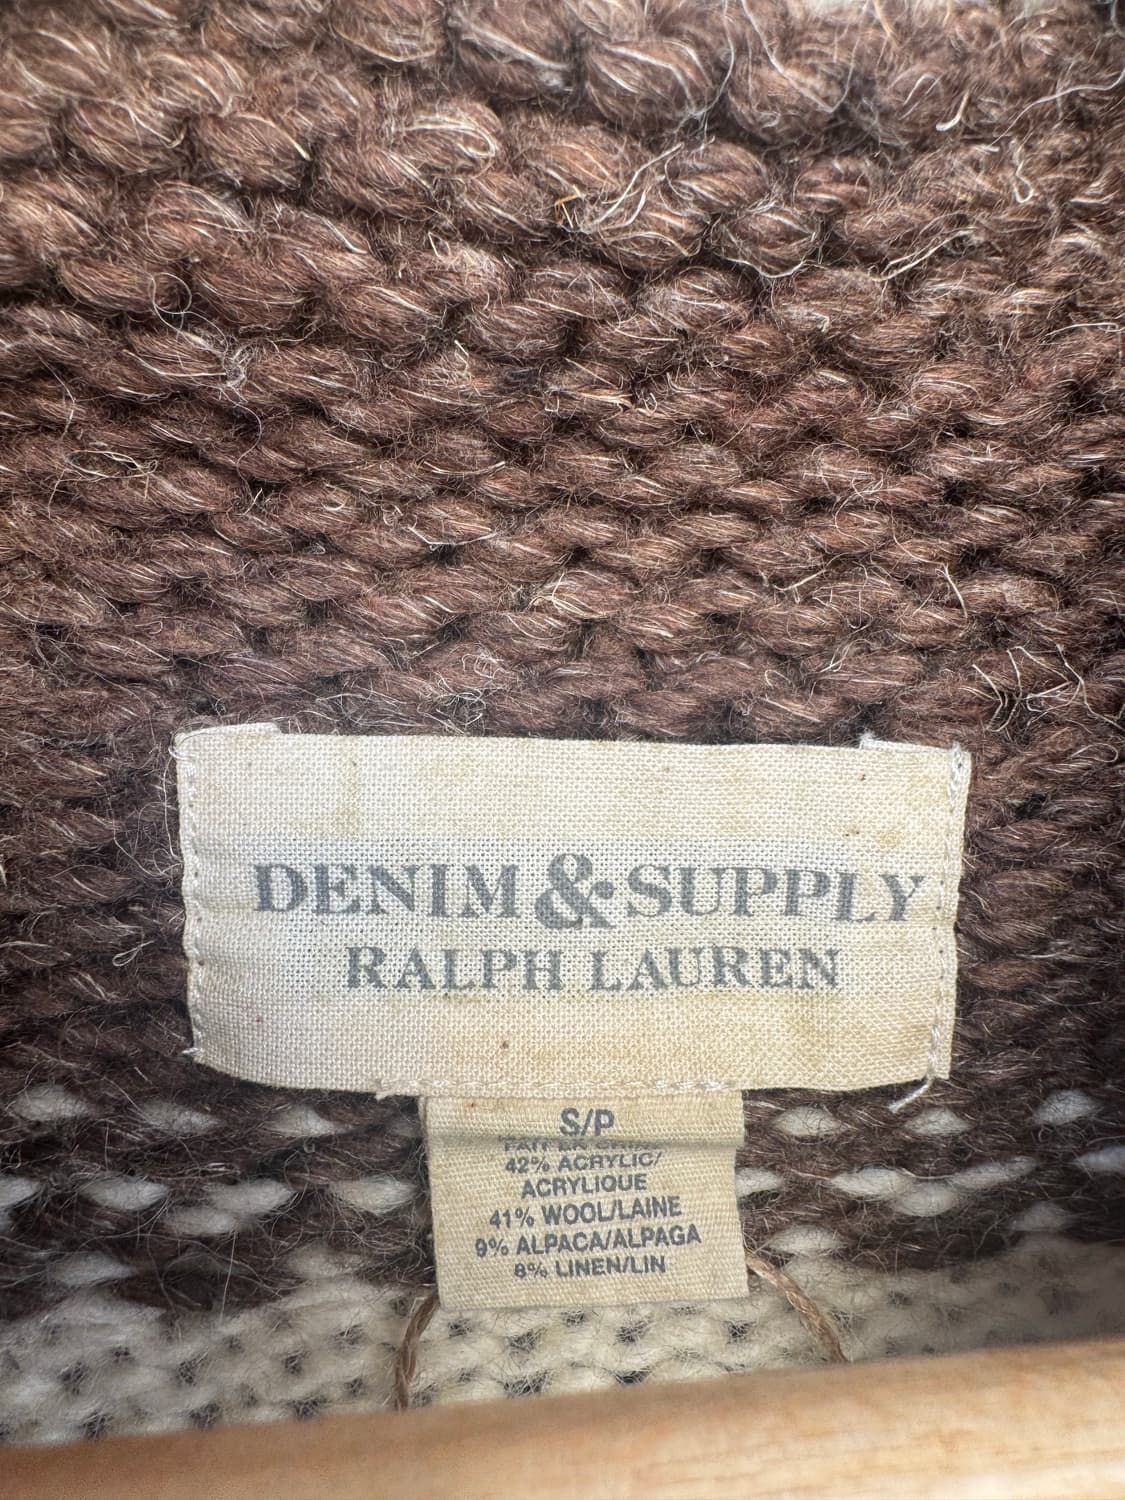 DENIM & SUPPLY
RALPH LAUREN
S/P
42% ACRYLIC/
ACRYLIQUE
41% WOOL/LAINE
9% ALPACA/ALPAGA
8% LINEN/LIN